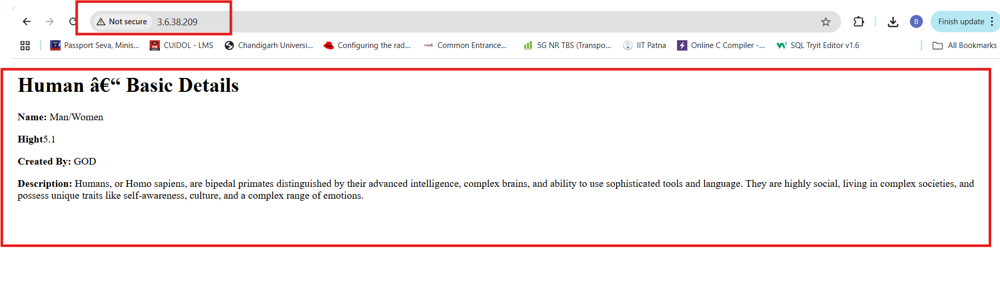 Not secure 3.6.38.209
B
Finish update
Passport Seva, Minis... CUIDOL - LMS Chandigarh Universi... Configuring the rad... Common Entrance... 5G NR TBS (Transpo... IIT Patna Online C Compiler -... SQL Tryit Editor v1.6 All Bookmarks
Human â€“ Basic Details
Name: Man/Women
Hight5.1
Created By: GOD
Description: Humans, or Homo sapiens, are bipedal primates distinguished by their advanced intelligence, complex brains, and ability to use sophisticated tools and language. They are highly social, living in complex societies, and
possess unique traits like self-awareness, culture, and a complex range of emotions.